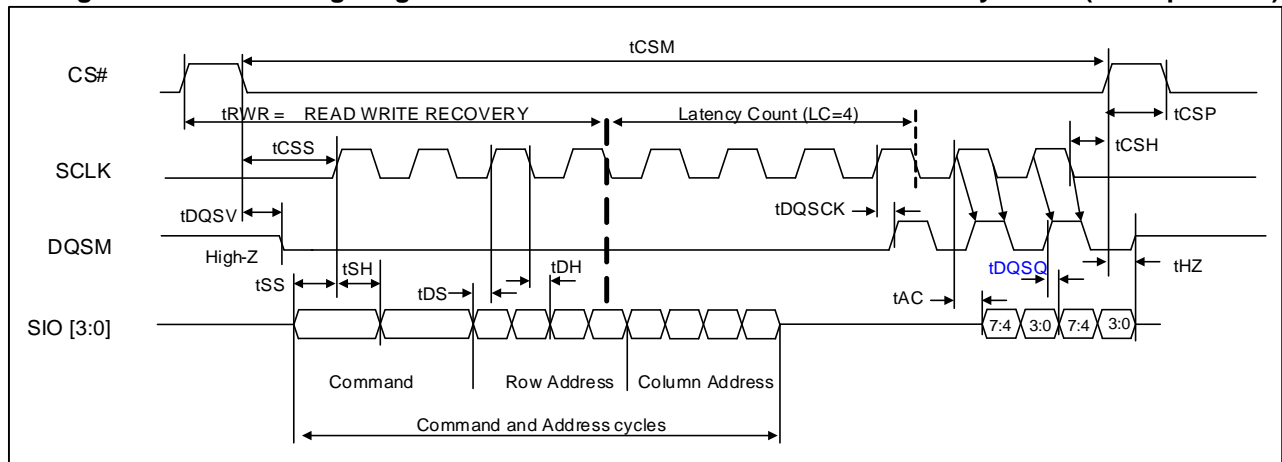 tCSM
CS#
tRWR = READ WRITE RECOVERY
Latency Count (LC=4)
tCSP
tCSS
tCSH
SCLK
tDQSV
tDQSCK
DQSM
High-Z
tSH
tDH
tDQSQ
tHZ
tSS
tDS
tAC
SIO [3:0]
7:4 3:0 7:4 3:0
Command Row Address Column Address
Command and Address cycles